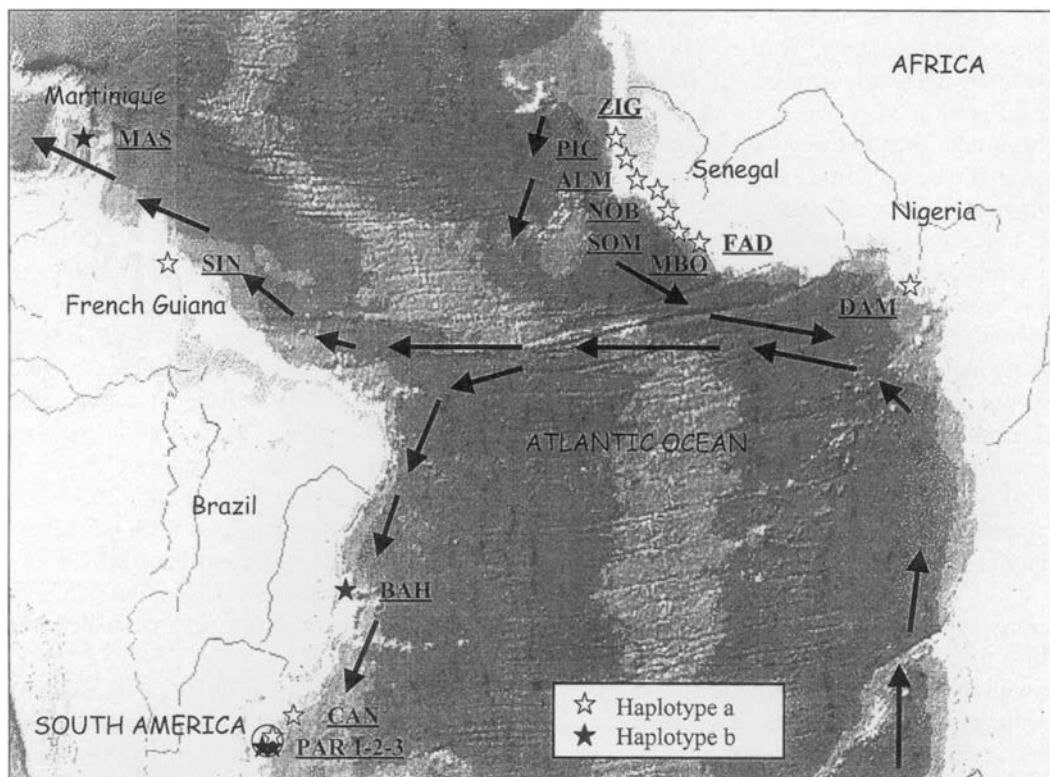 AFRICA
Martinique
MAS
ZIG
PIC
Senegal
ALM
NOB
Nigeria
SOM
FAD
MBO
SIN
French Guiana
DAM
ATLANTIC OCEAN
Brazil
BAH
SOUTH AMERICA
CAN
PAR 1-2-3
Haplotype a
Haplotype b